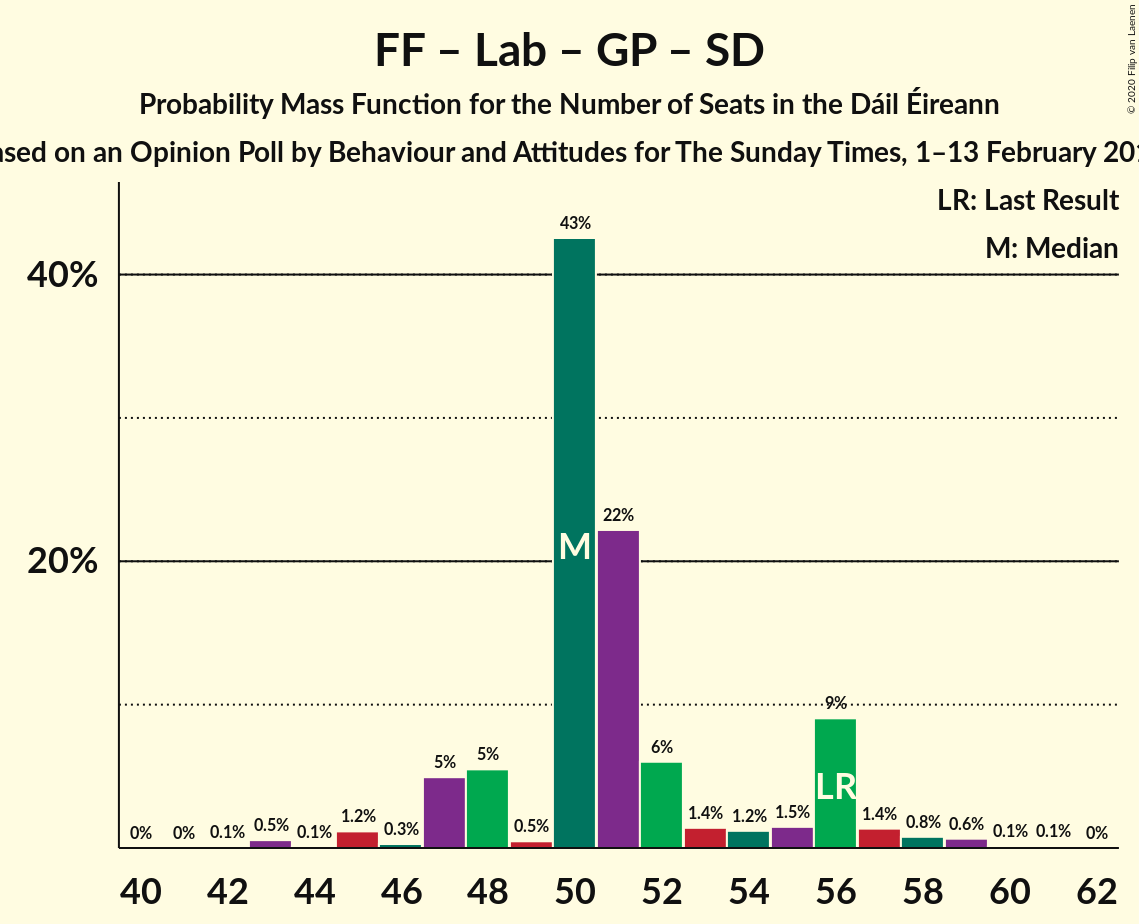 FF – Lab – GP – SD
Probability Mass Function for the Number of Seats in the Dáil Éireann
on an Opinion Poll by Behaviour and Attitudes for The Sunday Times, 1–13 February
© 2020 Filip van Laenen
LR: Last Result
M: Median
43%
40%
22%
M
20%
9%
6%
5% 5%
LR
0% 0% 0.1% 0.5% 0.1% 1.2% 0.3% 0.5% 1.4% 1.2% 1.5% 1.4% 0.8% 0.6% 0.1% 0.1% 0%
40 42 44 46 48 50 52 54 56 58 60 62